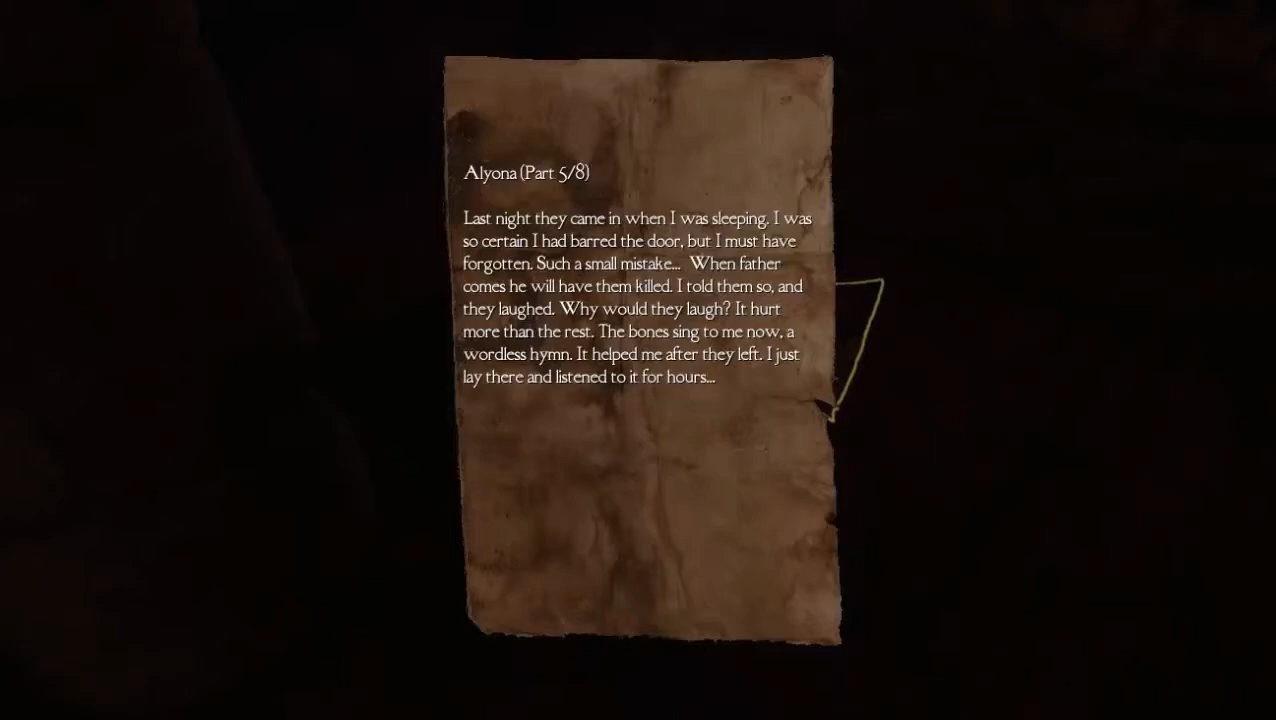 Alyona (Part 5/8)
Last night they came in when I was sleeping. I was
so certain I had barred the door, but I must have
forgotten. Such a small mistake... When father
comes he will have them killed. I told them so, and
they laughed. Why would they laugh? It hurt
more than the rest. The bones sing to me now, a
wordless hymn. It helped me after they left. I just
lay there and listened to it for hours...